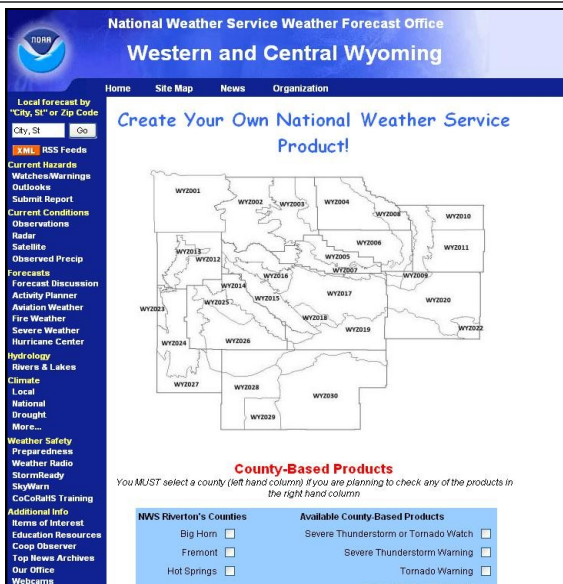 NOAA
National Weather Service Weather Forecast Office
Western and Central Wyoming
Home Site Map News Organization
Local forecast by
"City, St" or Zip Code
City, St Go
XML RSS Feeds
Current Hazards
Watches/Warnings
Outlooks
Submit Report
Current Conditions
Observations
Radar
Satellite
Observed Precip
Forecasts
Forecast Discussion
Activity Planner
Aviation Weather
Fire Weather
Severe Weather
Hurricane Center
Hydrology
Rivers & Lakes
Climate
Local
National
Drought
More...
Weather Safety
Preparedness
Weather Radio
StormReady
SkyWarn
CoCoRaHS Training
Additional Info
Items of Interest
Education Resources
Coop Observer
Top News Archives
Our Office
Webcams
Create Your Own National Weather Service
Product!
WYZ001
WYZ002
WYZ003
WYZ004
WYZ008
WYZ010
WYZ006
WYZ011
WYZ013
WYZ012
WYZ005
WYZ007
WYZ016
WYZ009
WYZ014
WYZ015
WYZ017
WYZ025
WYZ020
WYZ023
WYZ018
WYZ019
WYZ022
WYZ024
WYZ026
WYZ027
WYZ028
WYZ030
WYZ029
County-Based Products
You MUST select a county (left hand column) if you are planning to check any of the products in
the right hand column
NWS Riverton's Counties Available County-Based Products
Big Horn Severe Thunderstorm or Tornado Watch
Fremont Severe Thunderstorm Warning
Hot Springs Tornado Warning